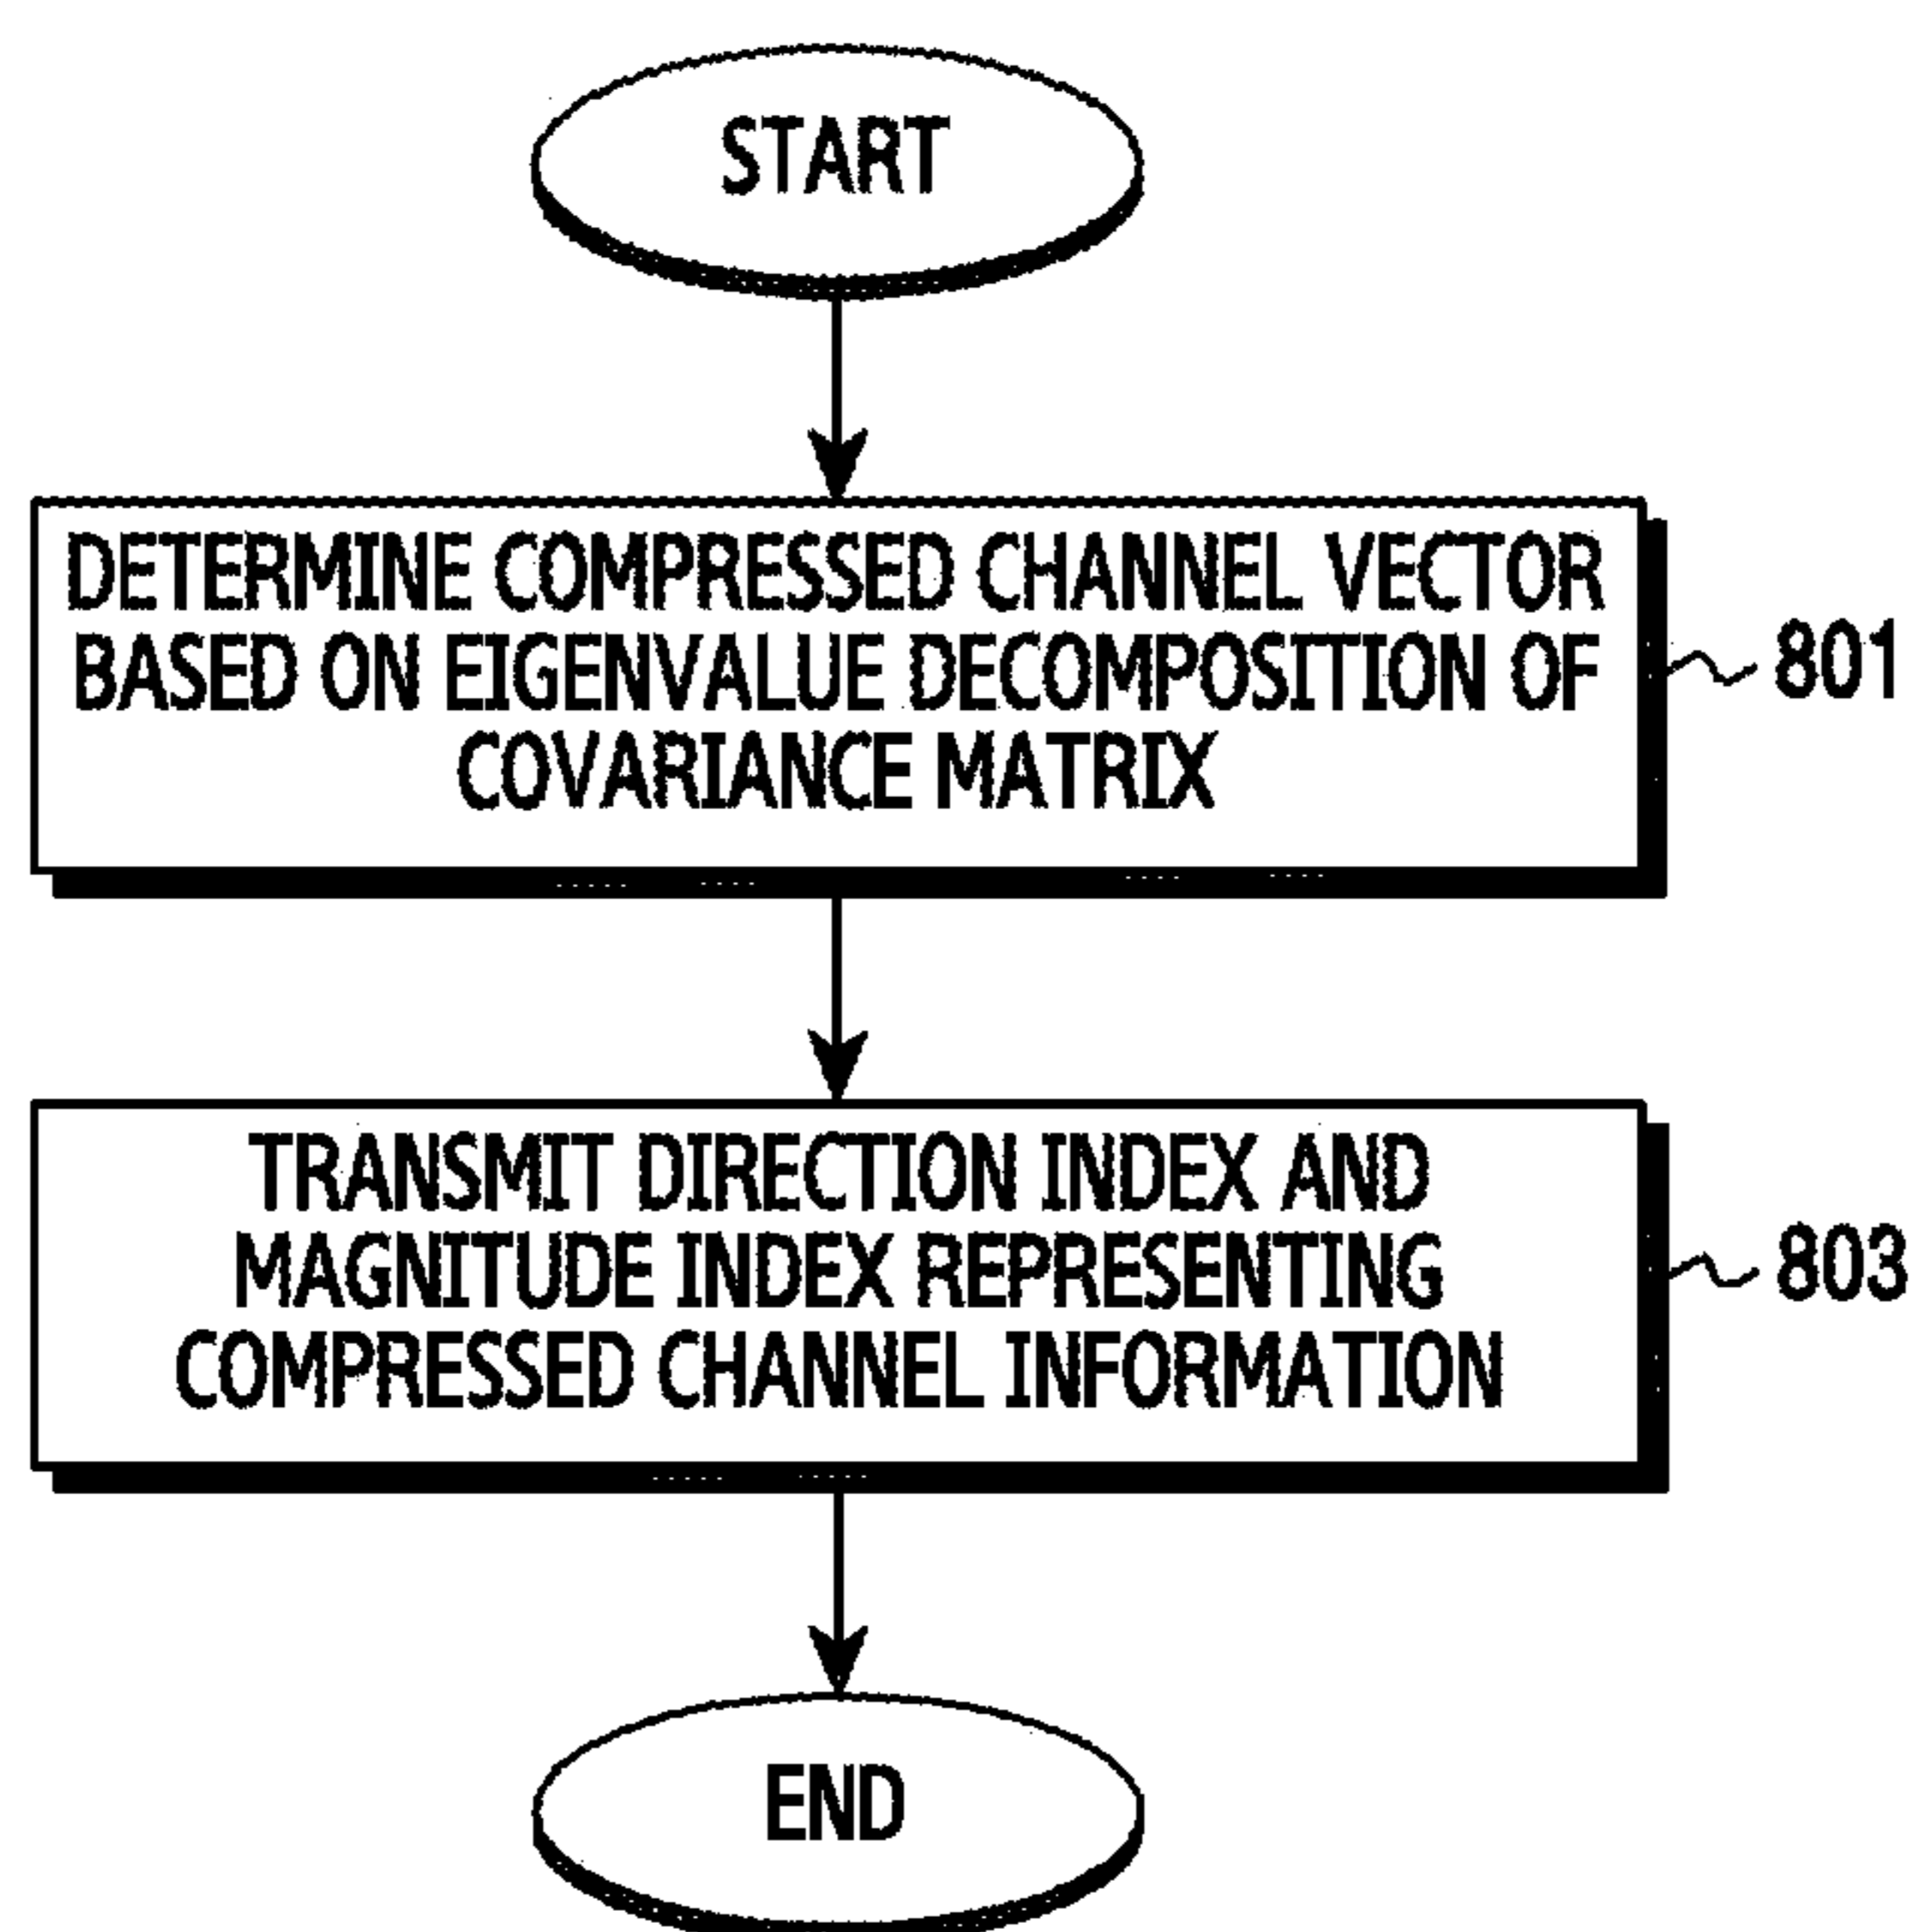 START
DETERMINE COMPRESSED CHANNEL VECTOR
BASED ON EIGENVALUE DECOMPOSITION OF
COVARIANCE MATRIX
801
TRANSMIT DIRECTION INDEX AND
MAGNITUDE INDEX REPRESENTING
COMPRESSED CHANNEL INFORMATION
803
END